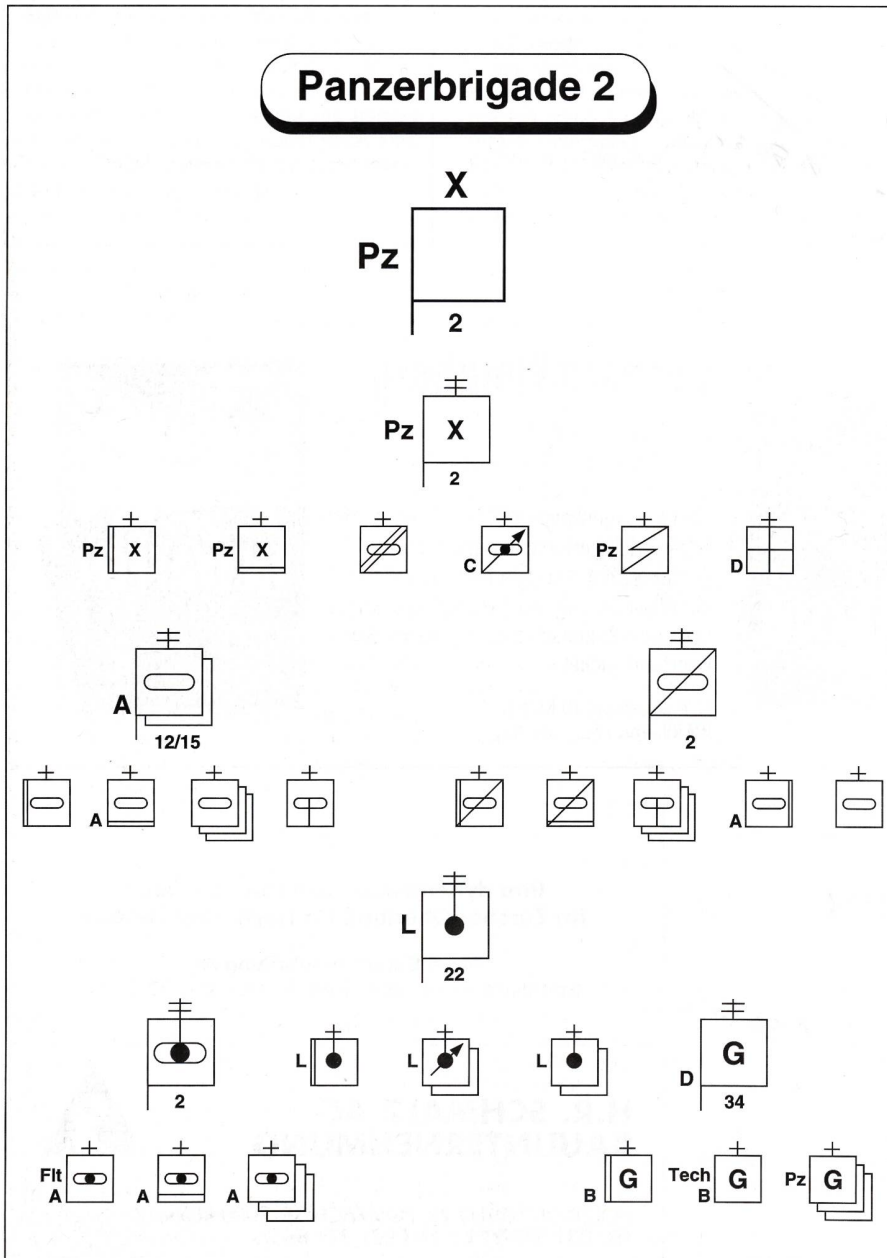 Panzerbrigade 2
X
Pz
2
Pz X
2
Pz X Pz X C Pz D
A
12/15
2
A A
L
22
2
L L L
G
D
34
Flt
A A A
G G G
B Tech B Pz